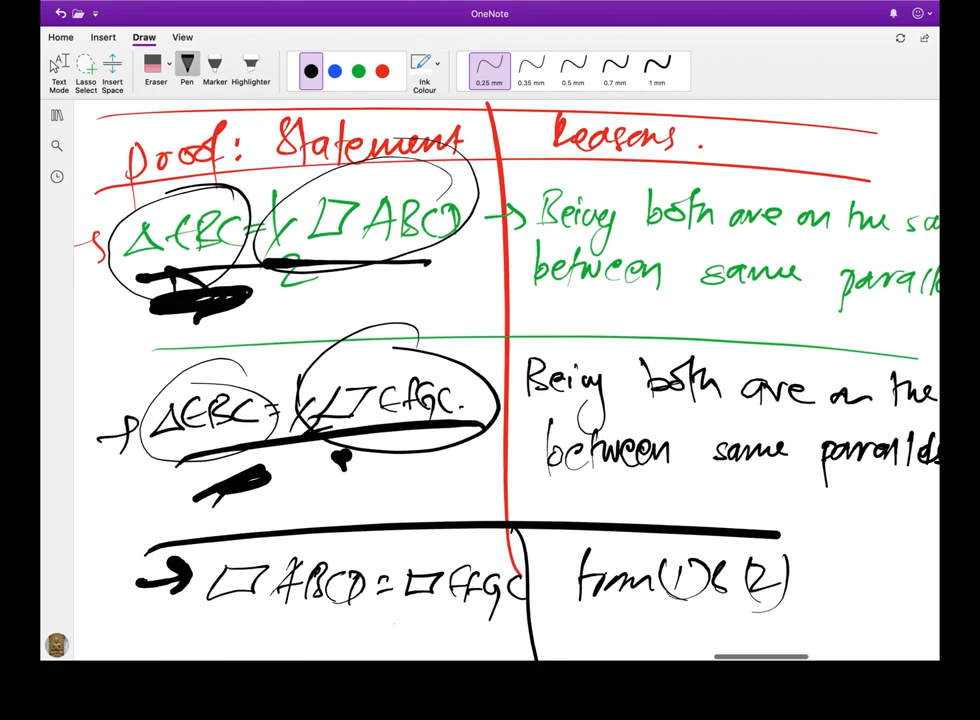 OneNote
Home Insert Draw View
Text Mode
Lasso Select
Insert Space
Eraser
Pen
Marker
Highlighter
Ink Colour
0.25 mm
0.35 mm
0.5 mm
0.7 mm
1 mm
Proof: Statement Reasons.
△EBC = ½ ▱ ABCD → Being both are on the sa
between same paralle
→ △EBC = ½ ▱ EFGC. Being both are on the
between same parallels
→ ▱ ABCD = ▱ EFGC from (1) & (2)